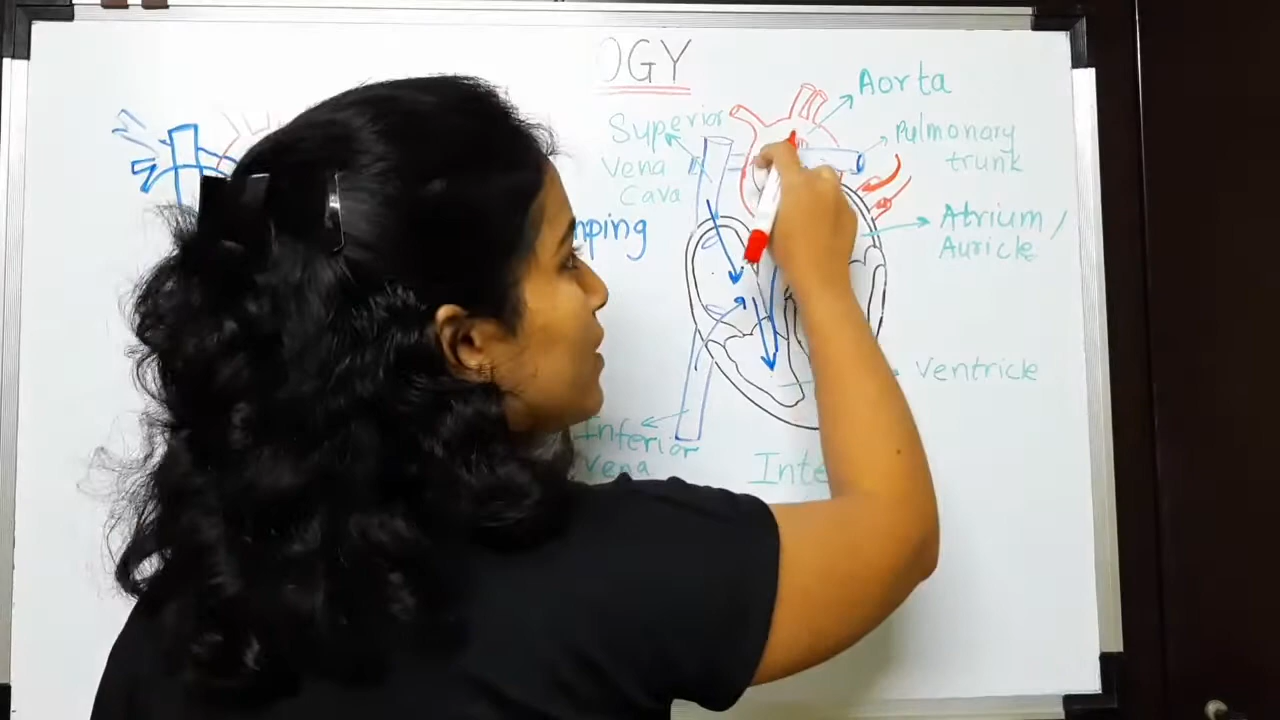 OGY
Aorta
Superior
Vena
Cava
Pulmonary
trunk
Atrium/
Auricle
mping
Ventricle
Inferior
Vena
Inte